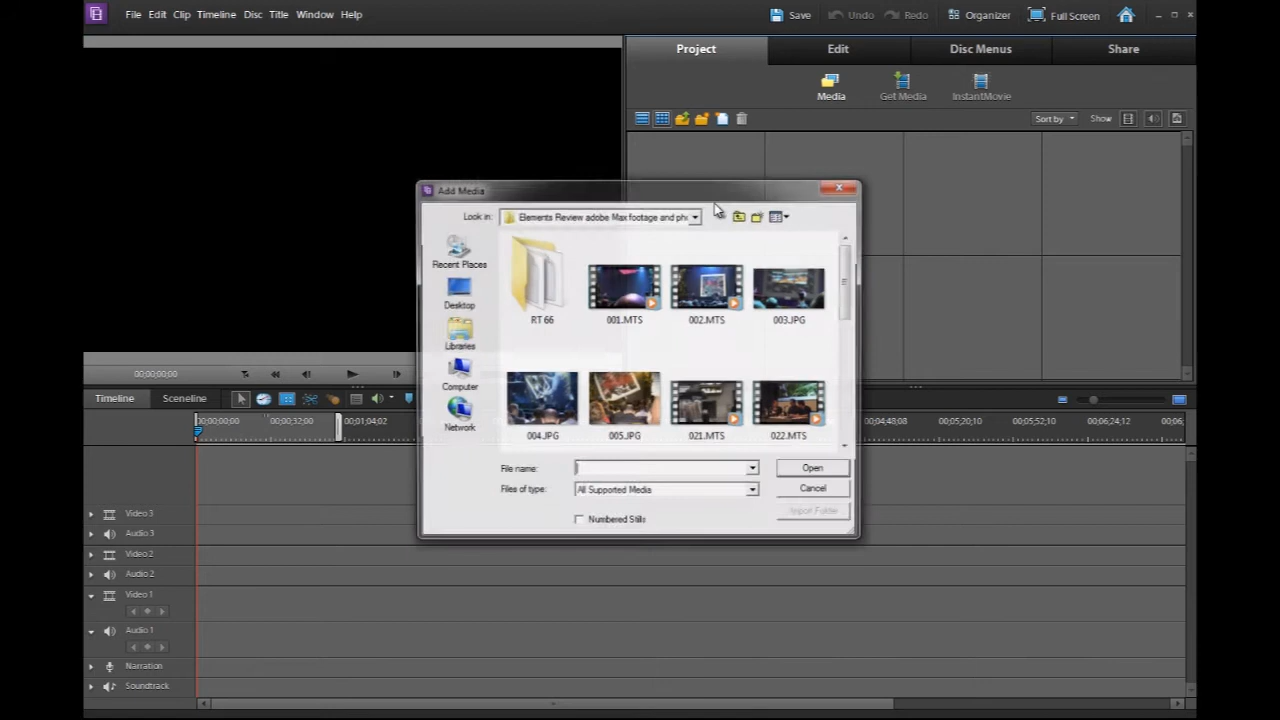 File Edit Clip Timeline Disc Title Window Help
Save Undo Redo Organizer Full Screen
Project Edit Disc Menus Share
Media Get Media InstantMovie
Sort by Show
Add Media
Look in: Elements Review adobe Max footage and pho
Recent Places
Desktop
Libraries
Computer
Network
RT 66 001.MTS 002.MTS 003.JPG
004.JPG 005.JPG 021.MTS 022.MTS
File name: Open
Files of type: All Supported Media Cancel
Numbered Stills Import Folder
00;00;00;00
Timeline Sceneline
00;00;00;00 00;00;32;00 00;01;04;02 00;04;48;08 00;05;20;10 00;05;52;10 00;06;24;12 00;06;
Video 3
Audio 3
Video 2
Audio 2
Video 1
Audio 1
Narration
Soundtrack